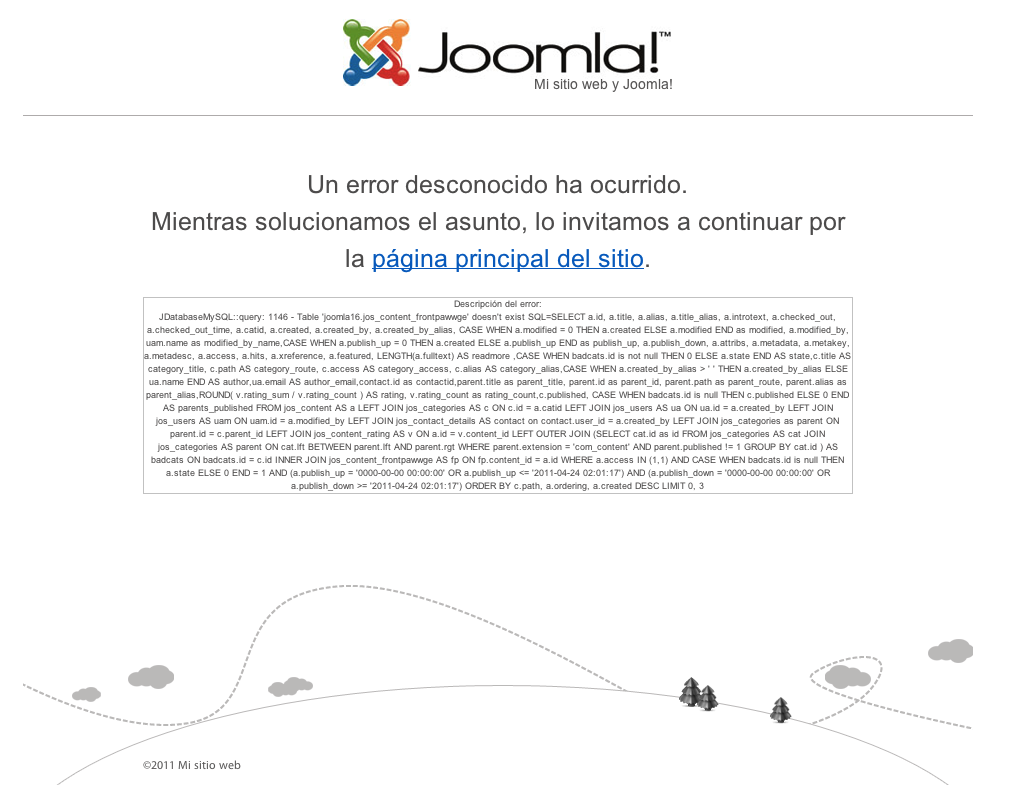 Joomla!™
Mi sitio web y Joomla!
Un error desconocido ha ocurrido.
Mientras solucionamos el asunto, lo invitamos a continuar por
la página principal del sitio.
Descripción del error:
JDatabaseMySQL::query: 1146 - Table 'joomla16.jos_content_frontpawwge' doesn't exist SQL=SELECT a.id, a.title, a.alias, a.title_alias, a.introtext, a.checked_out,
a.checked_out_time, a.catid, a.created, a.created_by, a.created_by_alias, CASE WHEN a.modified = 0 THEN a.created ELSE a.modified END as modified, a.modified_by,
uam.name as modified_by_name,CASE WHEN a.publish_up = 0 THEN a.created ELSE a.publish_up END as publish_up, a.publish_down, a.attribs, a.metadata, a.metakey,
a.metadesc, a.access, a.hits, a.xreference, a.featured, LENGTH(a.fulltext) AS readmore ,CASE WHEN badcats.id is not null THEN 0 ELSE a.state END AS state,c.title AS
category_title, c.path AS category_route, c.access AS category_access, c.alias AS category_alias,CASE WHEN a.created_by_alias > ' ' THEN a.created_by_alias ELSE
ua.name END AS author,ua.email AS author_email,contact.id as contactid,parent.title as parent_title, parent.id as parent_id, parent.path as parent_route, parent.alias as
parent_alias,ROUND( v.rating_sum / v.rating_count ) AS rating, v.rating_count as rating_count,c.published, CASE WHEN badcats.id is null THEN c.published ELSE 0 END
AS parents_published FROM jos_content AS a LEFT JOIN jos_categories AS c ON c.id = a.catid LEFT JOIN jos_users AS ua ON ua.id = a.created_by LEFT JOIN
jos_users AS uam ON uam.id = a.modified_by LEFT JOIN jos_contact_details AS contact on contact.user_id = a.created_by LEFT JOIN jos_categories as parent ON
parent.id = c.parent_id LEFT JOIN jos_content_rating AS v ON a.id = v.content_id LEFT OUTER JOIN (SELECT cat.id as id FROM jos_categories AS cat JOIN
jos_categories AS parent ON cat.lft BETWEEN parent.lft AND parent.rgt WHERE parent.extension = 'com_content' AND parent.published != 1 GROUP BY cat.id ) AS
badcats ON badcats.id = c.id INNER JOIN jos_content_frontpawwge AS fp ON fp.content_id = a.id WHERE a.access IN (1,1) AND CASE WHEN badcats.id is null THEN
a.state ELSE 0 END = 1 AND (a.publish_up = '0000-00-00 00:00:00' OR a.publish_up <= '2011-04-24 02:01:17') AND (a.publish_down = '0000-00-00 00:00:00' OR
a.publish_down >= '2011-04-24 02:01:17') ORDER BY c.path, a.ordering, a.created DESC LIMIT 0, 3
©2011 Mi sitio web